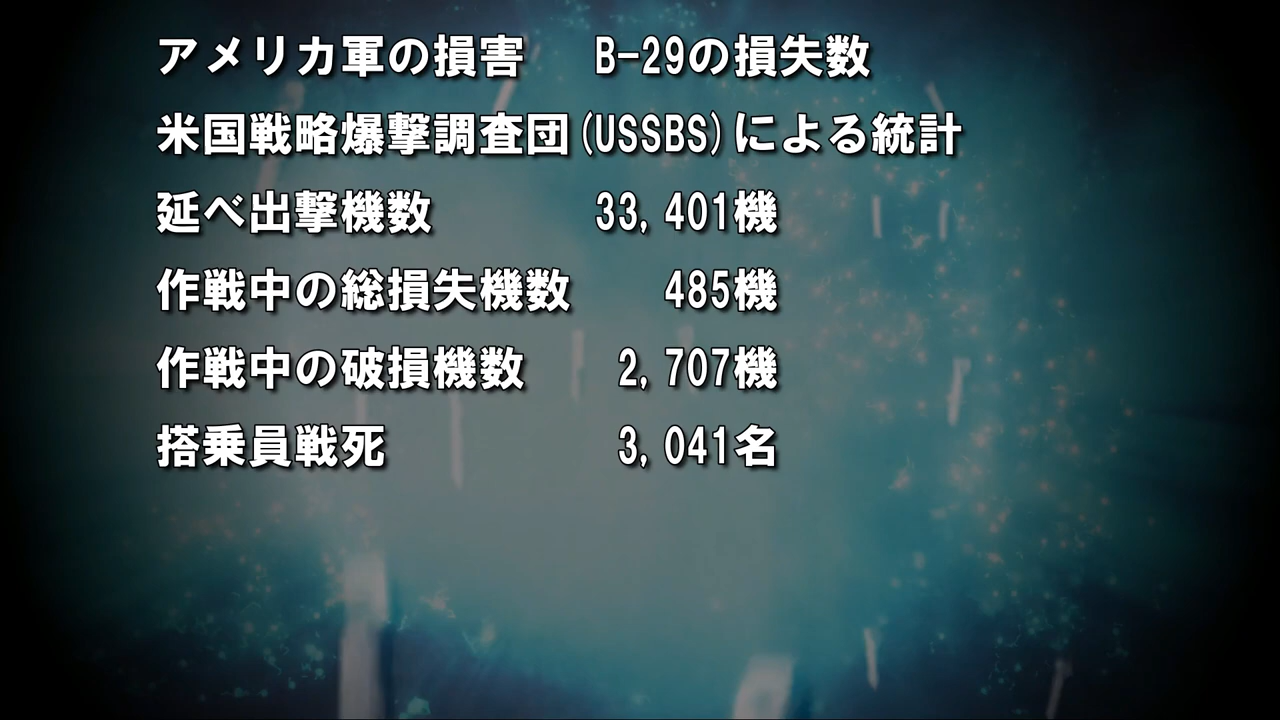 アメリカ軍の損害　B-29の損失数
米国戦略爆撃調査団(USSBS)による統計
延べ出撃機数　33,401機
作戦中の総損失機数　485機
作戦中の破損機数　2,707機
搭乗員戦死　3,041名